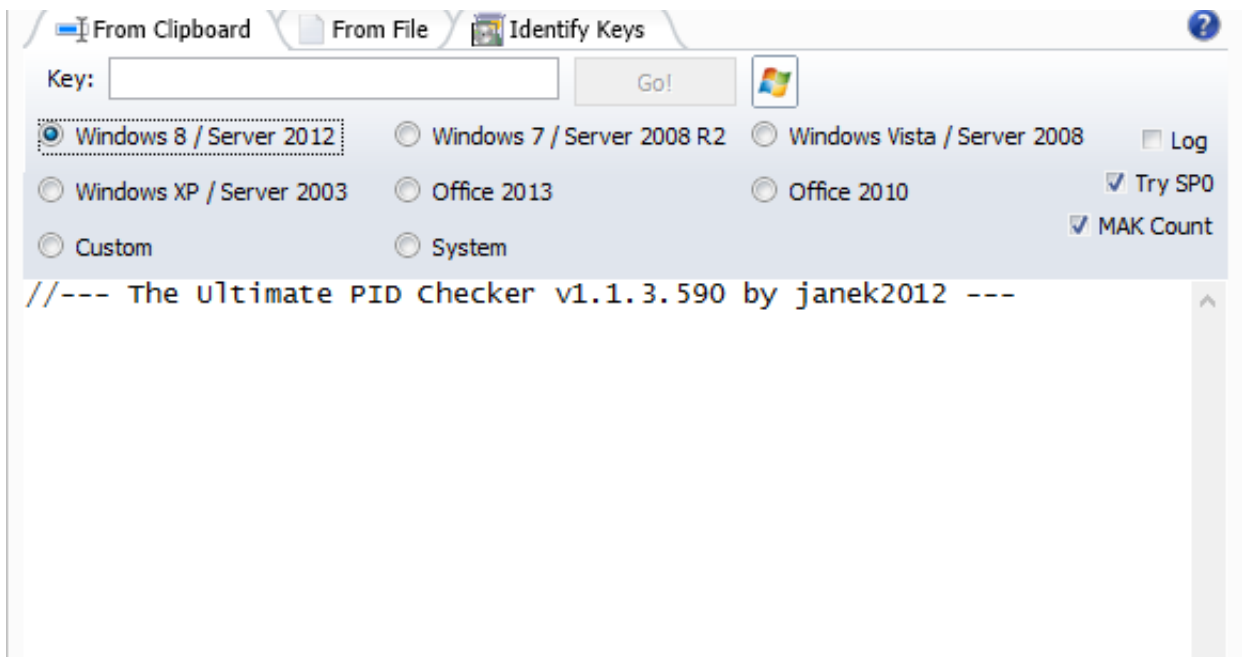 From Clipboard From File Identify Keys
Key: Go!
Windows 8 / Server 2012 Windows 7 / Server 2008 R2 Windows Vista / Server 2008 Log
Windows XP / Server 2003 Office 2013 Office 2010 Try SP0
MAK Count
Custom System
//--- The Ultimate PID Checker v1.1.3.590 by janek2012 ---